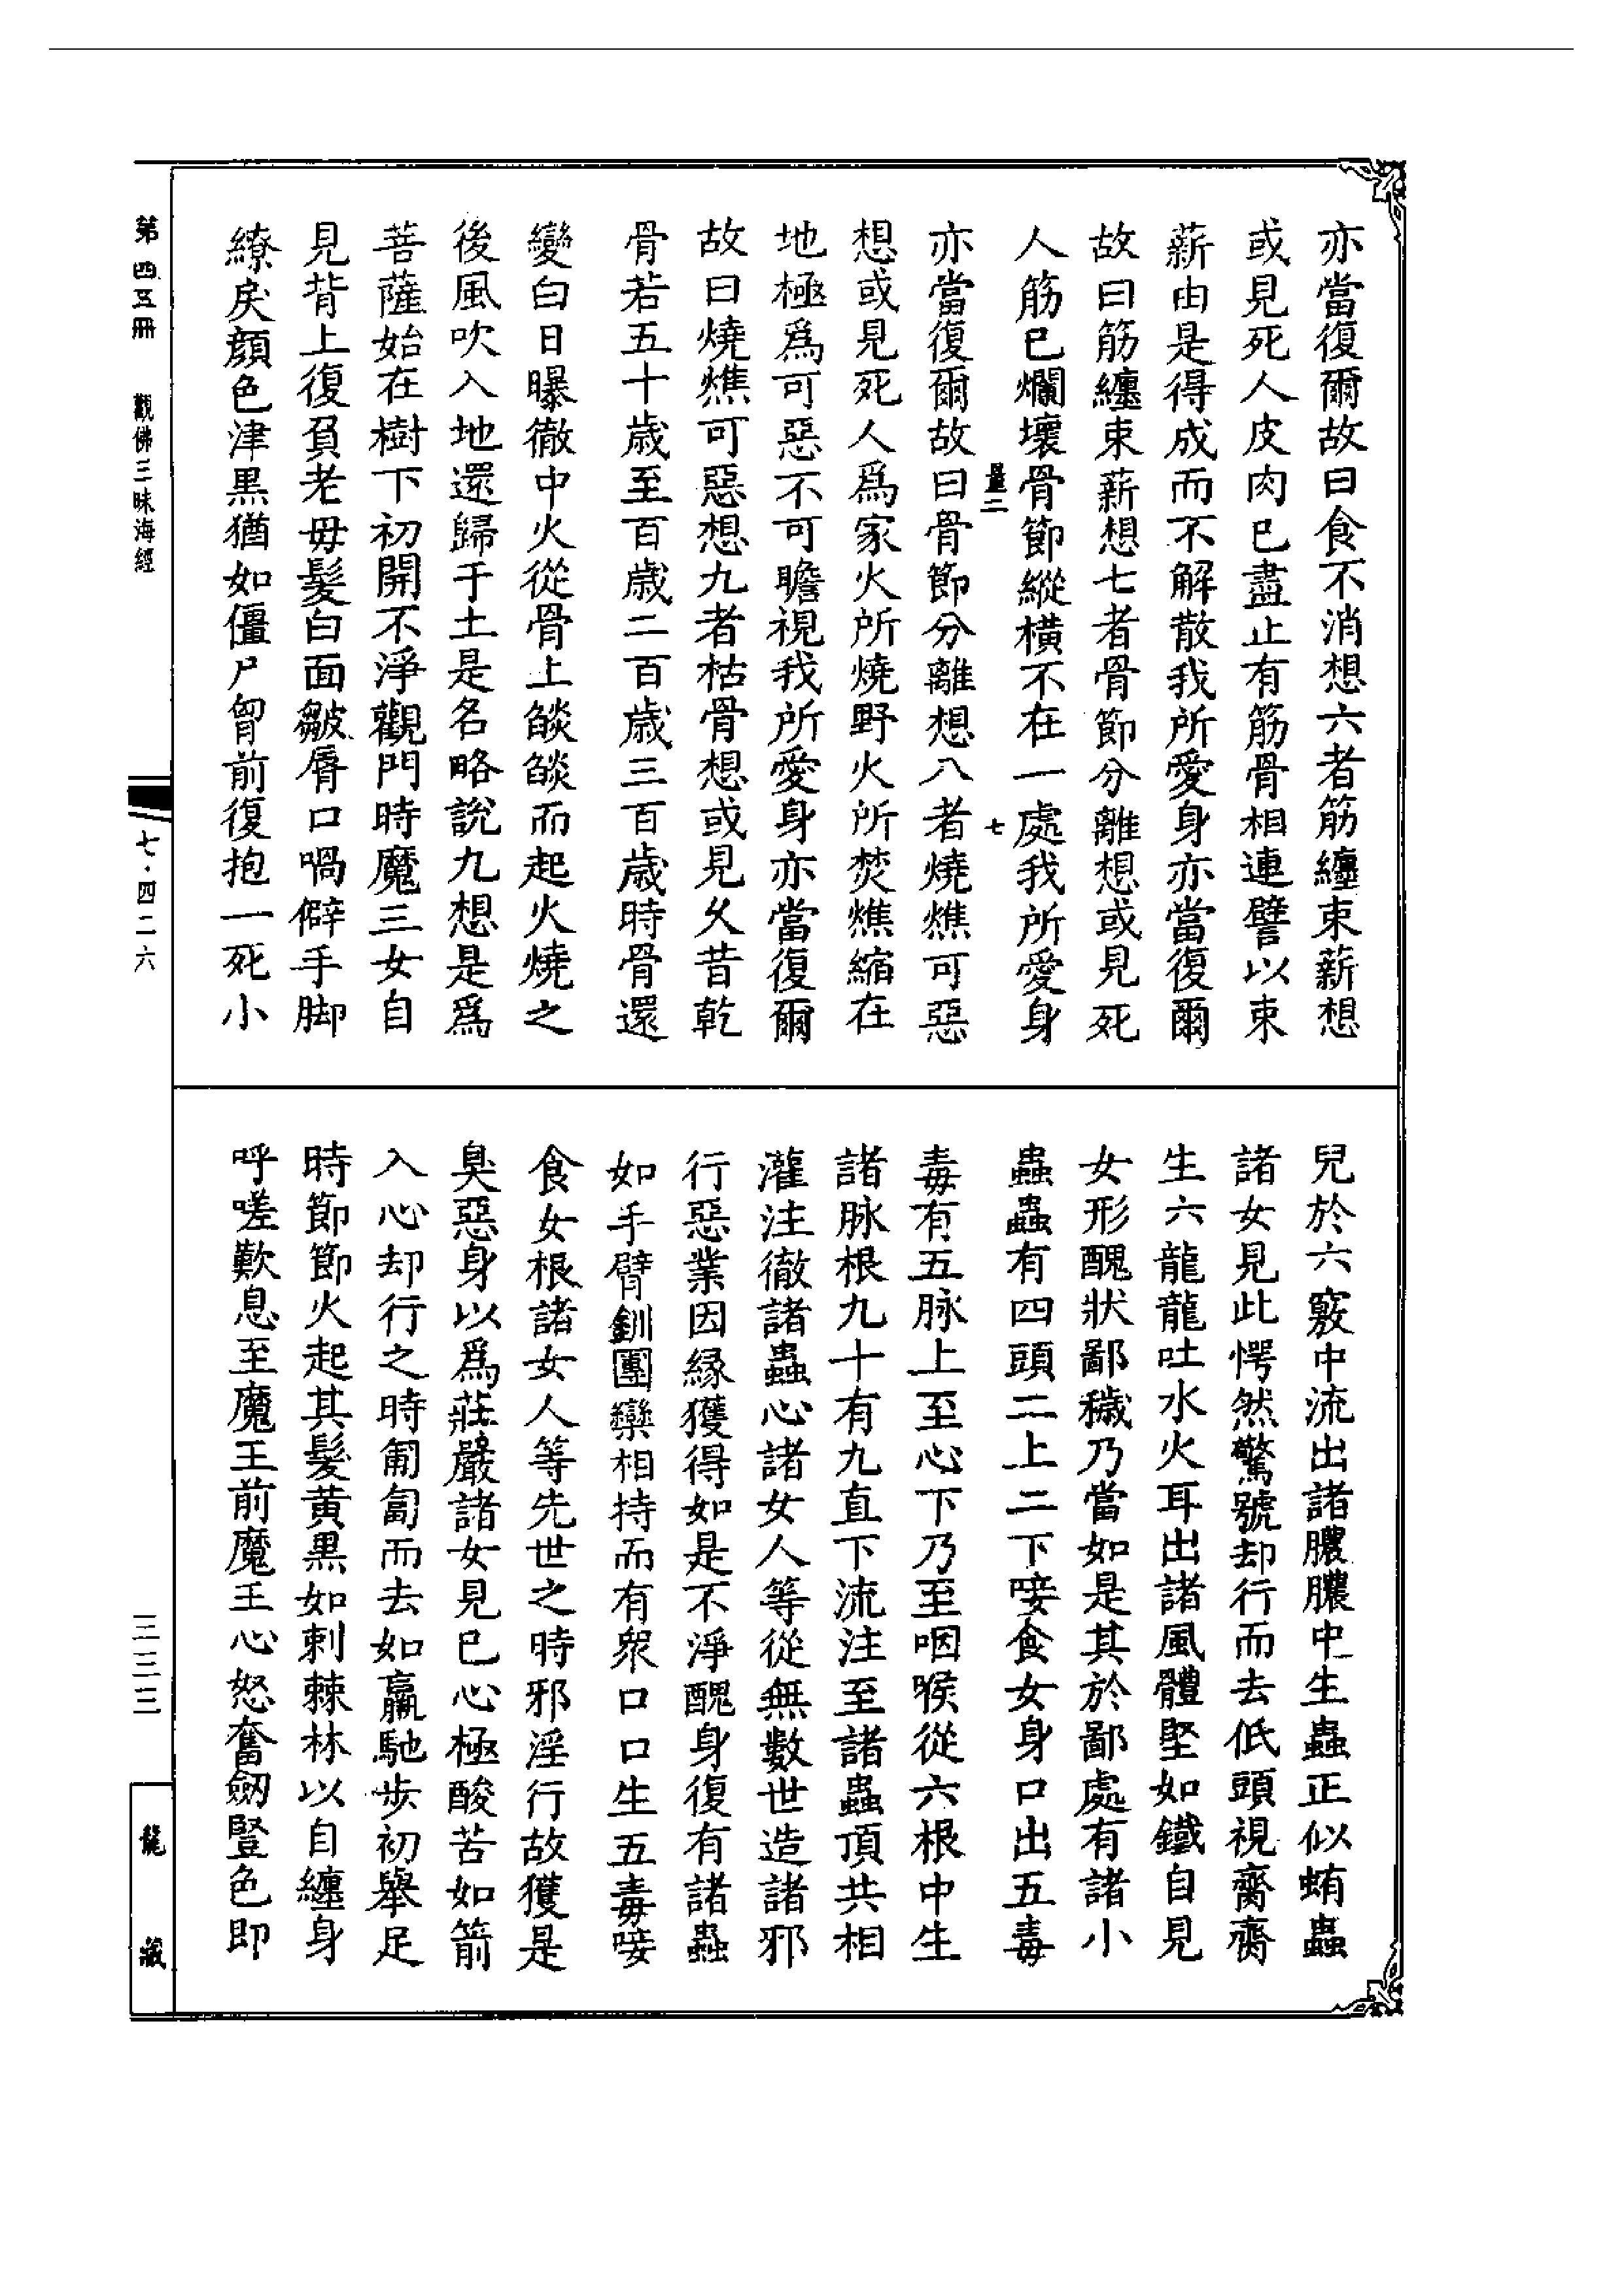 亦當復爾故曰食不消想六者筋纏束薪想
或見死人皮肉已盡止有筋骨相連譬以束
薪由是得成而不解散我所愛身亦當復爾
故曰筋纏束薪想七者骨節分離想或見死
人筋已爛壞骨節縱橫不在一處我所愛身
二 七
亦當復爾故曰骨節分離想八者燒燋可惡
想或見死人爲家火所燒野火所焚燋縮在
地極爲可惡不可瞻視我所愛身亦當復爾
故曰燒燋可惡想九者枯骨想或見久昔乾
骨若五十歲至百歲二百歲三百歲時骨還
變白日曝徹中火從骨上燄燄而起火燒之
後風吹入地還歸于土是名略說九想是爲
菩薩始在樹下初開不淨觀門時魔三女自
見背上復負老母髮白面皺脣口喎僻手脚
繚戾顏色津黑猶如僵尸胷前復抱一死小
兒於六竅中流出諸膿膿中生蟲正似蛕蟲
諸女見此愕然驚號却行而去低頭視齎齎
生六龍龍吐水火耳出諸風體堅如鐵自見
女形醜狀鄙穢乃當如是其於鄙處有諸小
蟲蟲有四頭二上二下唼食女身口出五毒
毒有五脉上至心下乃至咽喉從六根中生
諸脉根九十有九直下流注至諸蟲頂共相
灌注徹諸蟲心諸女人等從無數世造諸邪
行惡業因緣獲得如是不淨醜身復有諸蟲
如手臂釧團欒相持而有衆口口生五毒唼
食女根諸女人等先世之時邪淫行故獲是
臭惡身以爲莊嚴諸女見已心極酸苦如箭
入心却行之時匍匐而去如羸馳步初舉足
時節節火起其髮黃黑如刺棘林以自纏身
呼嗟歎息至魔王前魔王心怒奮劒豎色即
第四五冊 觀佛三昧海經
七·四二六
三三三
龍藏